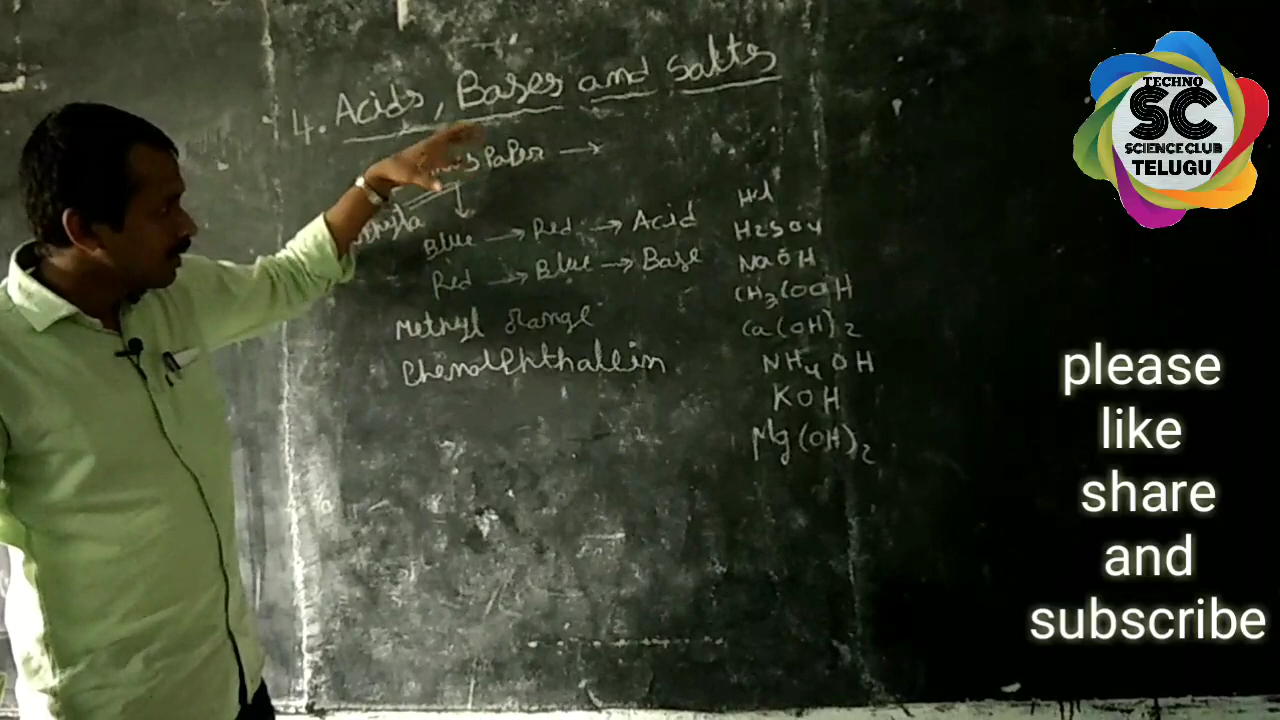 4. Acids, Bases and Saltes
Paper →
Blue → Red → Acid
Red → Blue → Base
Methyl Orange
PhenolPhthalein
Hcl
H2SO4
NaOH
CH3COOH
Ca(OH)2
NH4OH
KOH
Mg(OH)2
TECHNO
SC
SCIENCE CLUB
TELUGU
please
like
share
and
subscribe